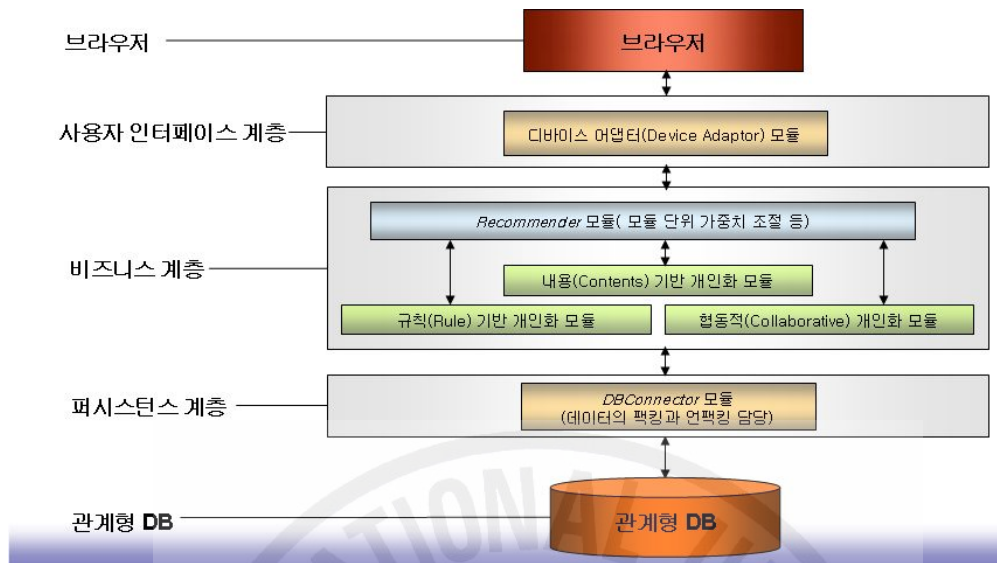 브라우저
브라우저
사용자 인터페이스 계층
디바이스 어댑터(Device Adaptor) 모듈
비즈니스 계층
Recommender 모듈( 모듈 단위 가중치 조절 등)
내용(Contents) 기반 개인화 모듈
규칙(Rule) 기반 개인화 모듈
협동적(Collaborative) 개인화 모듈
퍼시스턴스 계층
DBConnector 모듈
(데이터의 팩킹과 언팩킹 담당)
관계형 DB
관계형 DB